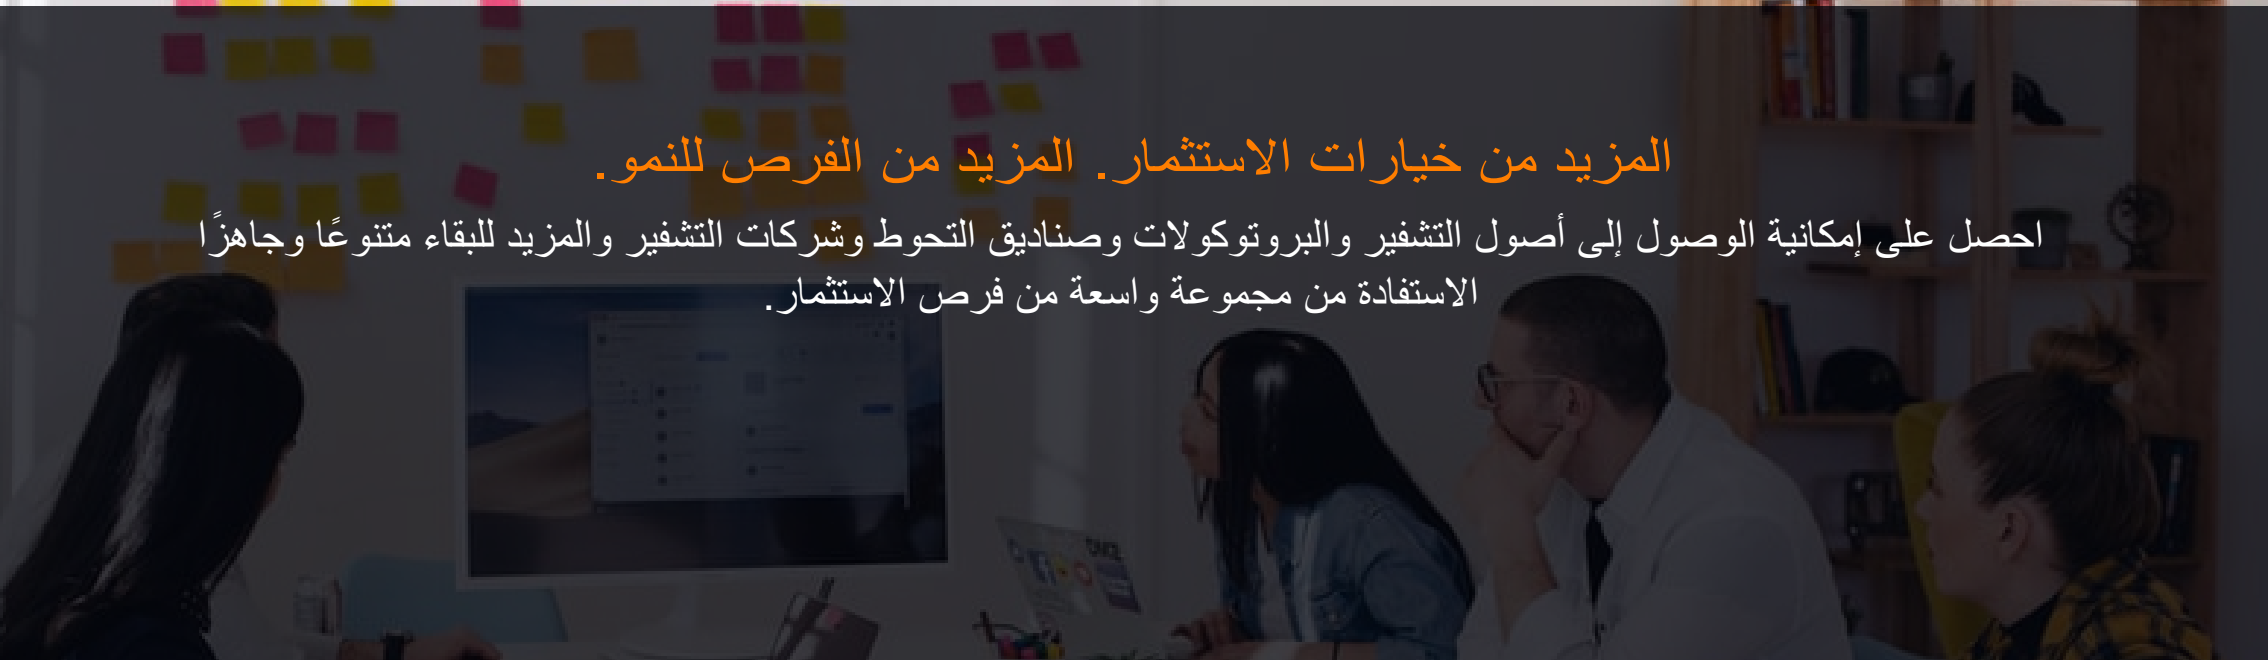 المزيد من خيارات الاستثمار. المزيد من الفرص للنمو.
احصل على إمكانية الوصول إلى أصول التشفير والبروتوكولات وصناديق التحوط وشركات التشفير والمزيد للبقاء متنوعًا وجاهزًا
الاستفادة من مجموعة واسعة من فرص الاستثمار.